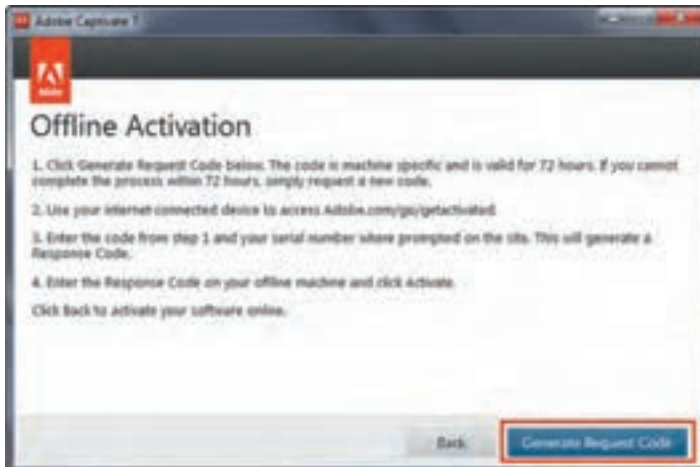 Adobe Captivate 7
Adobe
Offline Activation
1. Click Generate Request Code below. The code is machine specific and is valid for 72 hours. If you cannot
complete the process within 72 hours, simply request a new code.
2. Use your internet-connected device to access Adobe.com/go/getactivated.
3. Enter the code from step 1 and your serial number where prompted on the site. This will generate a
Response Code.
4. Enter the Response Code on your offline machine and click Activate.
Click Back to activate your software online.
Back
Generate Request Code